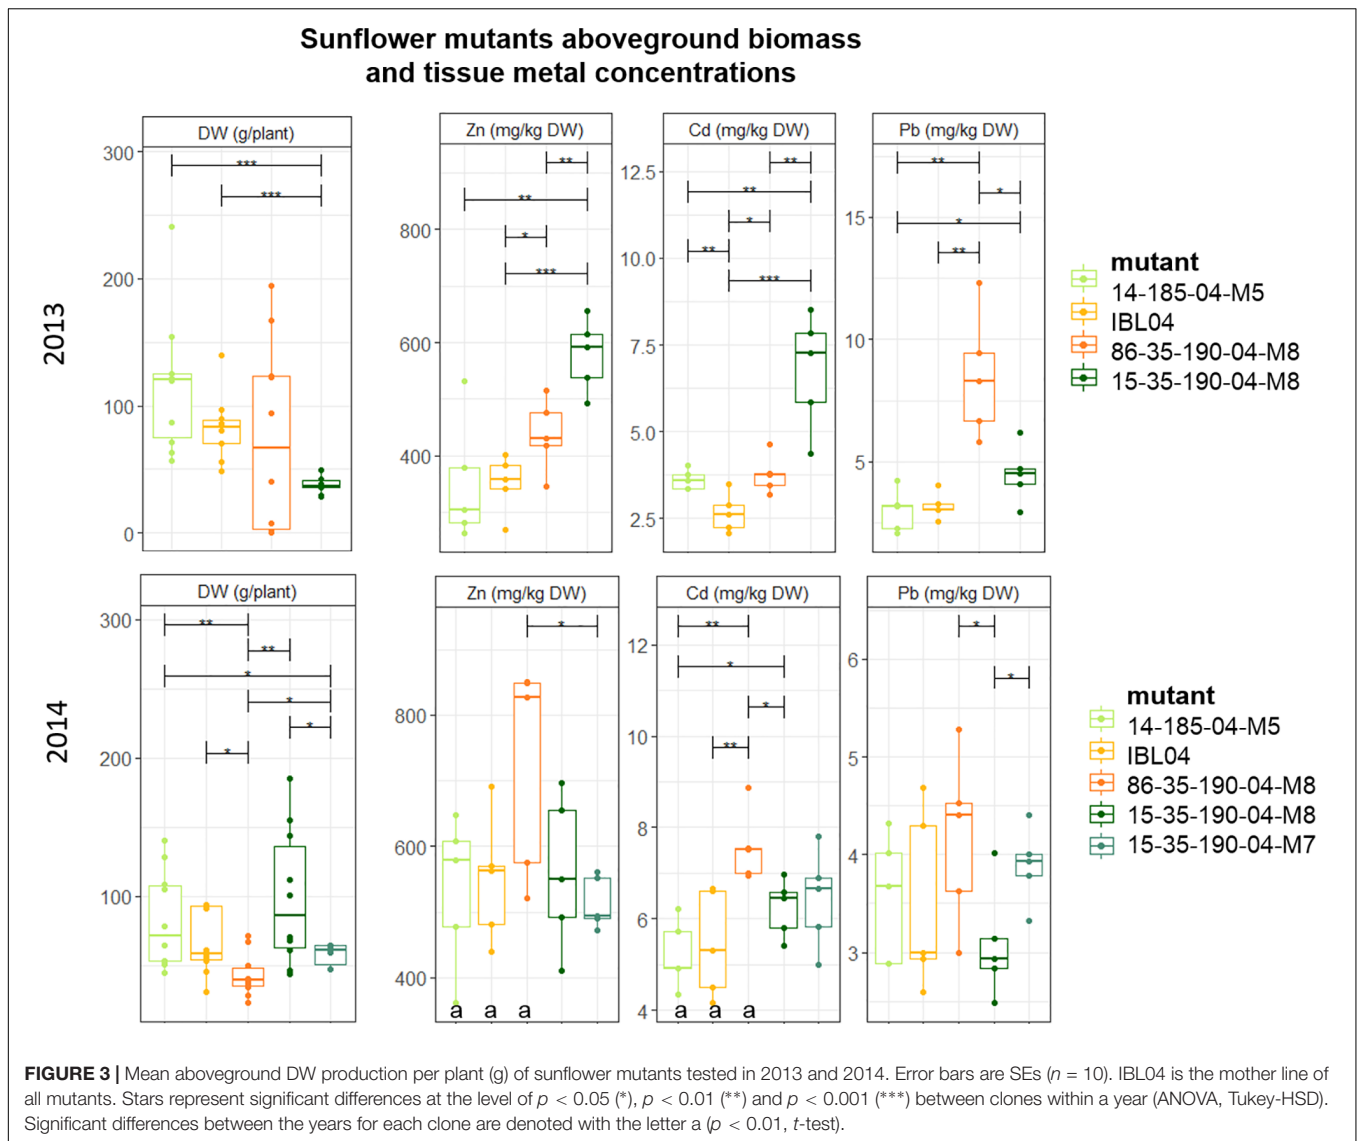 Sunflower mutants aboveground biomass
and tissue metal concentrations
2013
DW (g/plant)
300
200
100
0
***
***
Zn (mg/kg DW)
800
600
400
**
**
*
***
Cd (mg/kg DW)
12.5
10.0
7.5
5.0
2.5
**
**
*
**
***
Pb (mg/kg DW)
15
10
5
**
*
*
**
mutant
14-185-04-M5
IBL04
86-35-190-04-M8
15-35-190-04-M8
2014
DW (g/plant)
300
200
100
**
**
*
*
*
*
Zn (mg/kg DW)
800
600
400
*
a a a
Cd (mg/kg DW)
12
10
8
6
4
**
*
*
**
a a a
Pb (mg/kg DW)
6
5
4
3
*
*
mutant
14-185-04-M5
IBL04
86-35-190-04-M8
15-35-190-04-M8
15-35-190-04-M7
FIGURE 3 | Mean aboveground DW production per plant (g) of sunflower mutants tested in 2013 and 2014. Error bars are SEs (n = 10). IBL04 is the mother line of
all mutants. Stars represent significant differences at the level of p < 0.05 (*), p < 0.01 (**) and p < 0.001 (***) between clones within a year (ANOVA, Tukey-HSD).
Significant differences between the years for each clone are denoted with the letter a (p < 0.01, t-test).